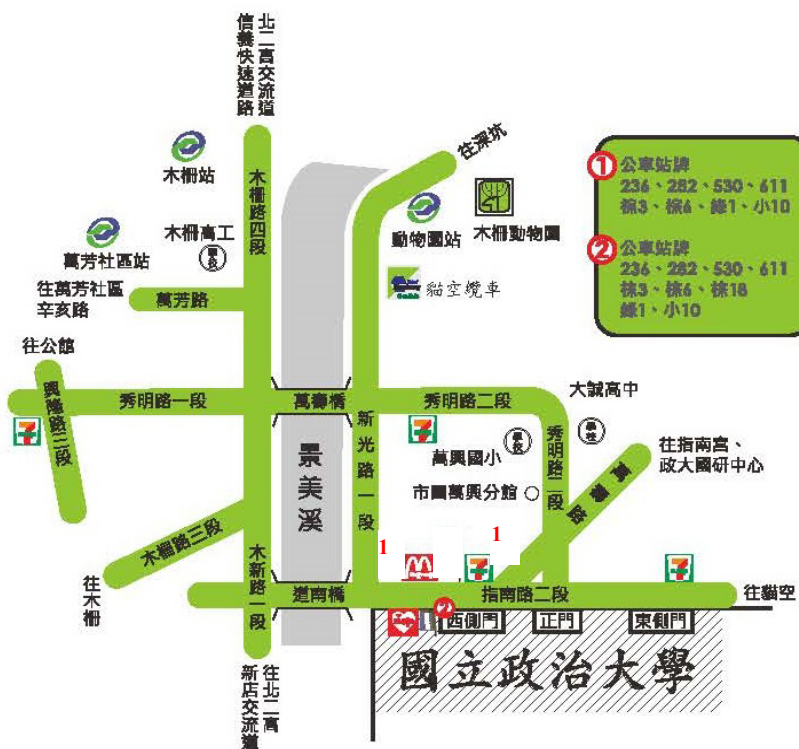 北二高交流道
信義快速道路
往深坑
木柵站
木柵路四段
動物園站
木柵動物園
1
公車站牌
236、282、530、611
棕3、棕6、綠1、小10
2
公車站牌
236、282、530、611
棕3、棕6、棕18
綠1、小10
萬芳社區站
木柵高工
學校
往萬芳社區
辛亥路
萬芳路
貓空纜車
往公館
興隆路三段
秀明路一段
萬壽橋
秀明路二段
大誠高中
學校
新光路一段
景美溪
萬興國小
學校
市圖萬興分館
秀明路二段
萬壽路
往指南宮、
政大國研中心
木柵路三段
往木柵
木新路一段
道南橋
1
1
指南路二段
往貓空
2
西側門
正門
東側門
國立政治大學
往北二高
新店交流道